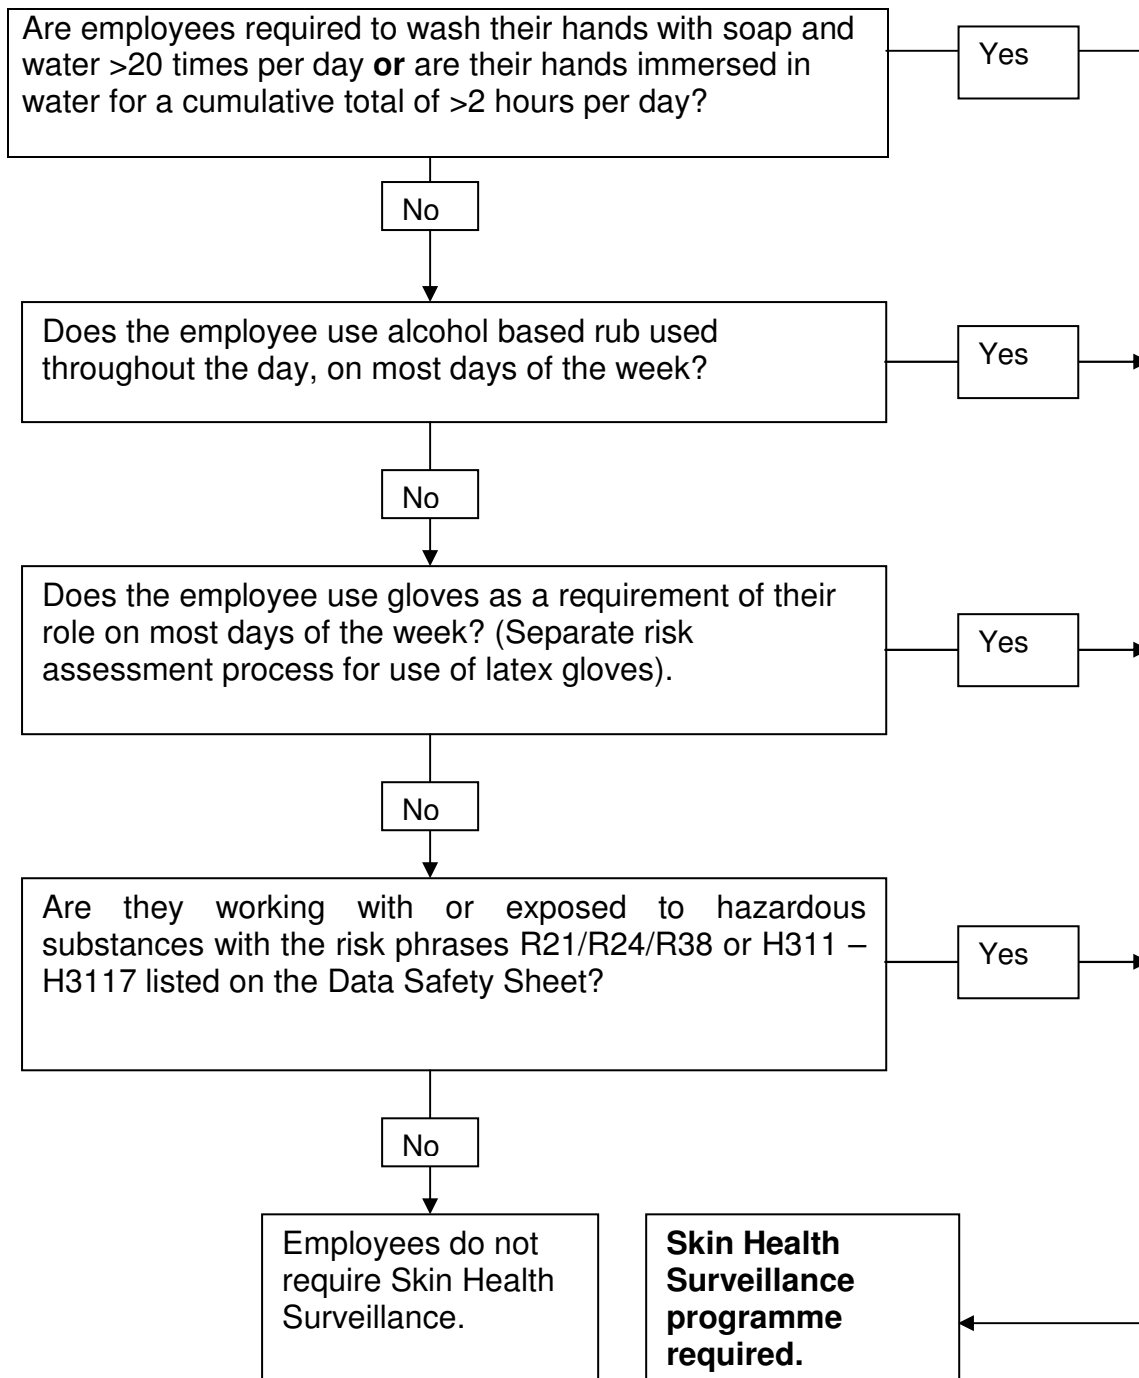 Are employees required to wash their hands with soap and
water >20 times per day or are their hands immersed in
water for a cumulative total of >2 hours per day?
Yes
No
Does the employee use alcohol based rub used
throughout the day, on most days of the week?
Yes
No
Does the employee use gloves as a requirement of their
role on most days of the week? (Separate risk
assessment process for use of latex gloves).
Yes
No
Are they working with or exposed to hazardous
substances with the risk phrases R21/R24/R38 or H311 –
H3117 listed on the Data Safety Sheet?
Yes
No
Employees do not
require Skin Health
Surveillance.
Skin Health
Surveillance
programme
required.